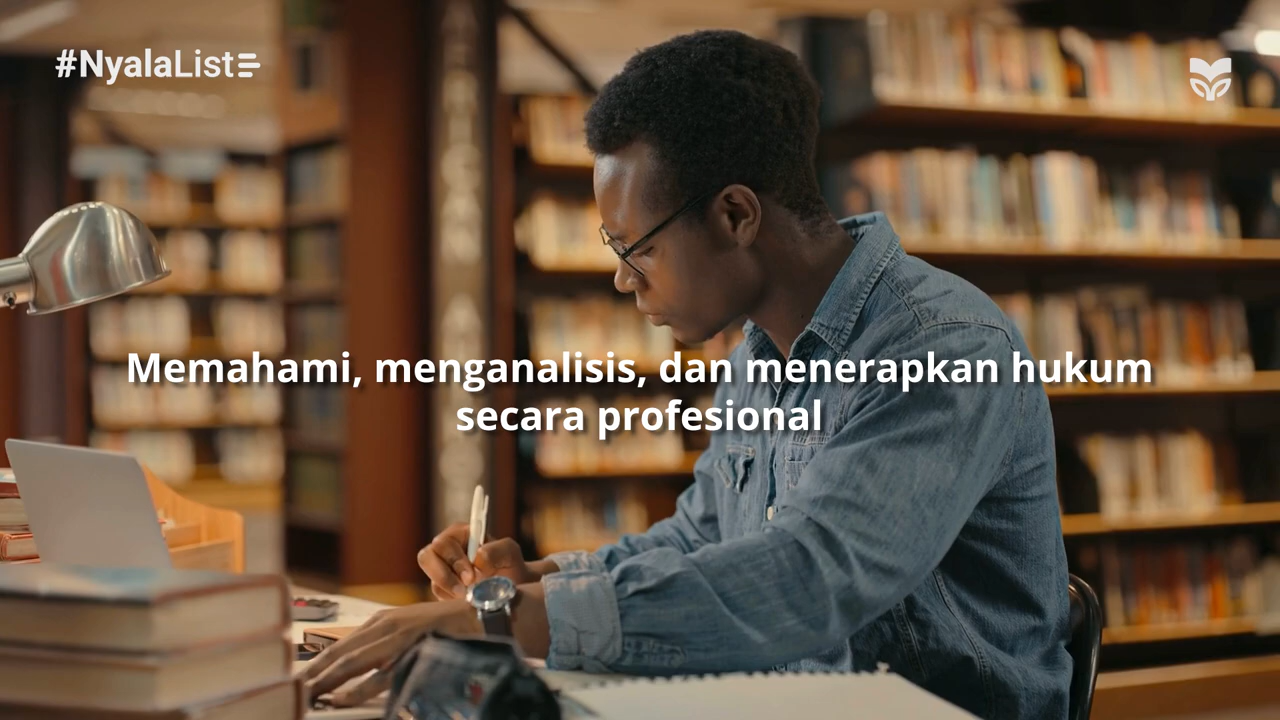 #NyalaList
Memahami, menganalisis, dan menerapkan hukum
secara profesional